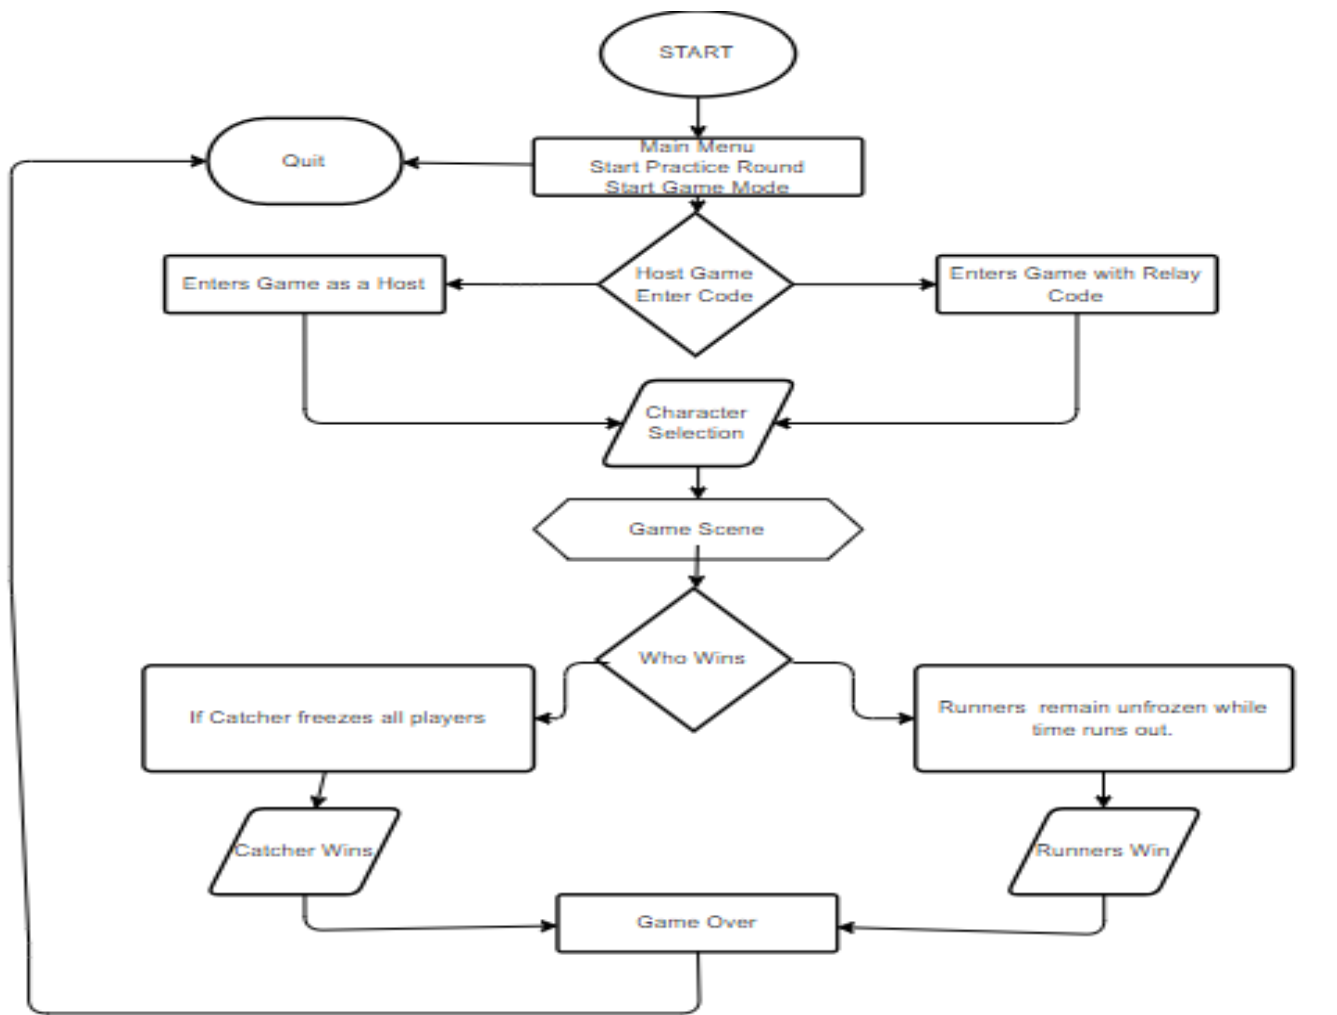 START
Main Menu
Start Practice Round
Start Game Mode
Quit
Host Game
Enter Code
Enters Game as a Host
Enters Game with Relay
Code
Character
Selection
Game Scene
Who Wins
If Catcher freezes all players
Runners remain unfrozen while
time runs out.
Catcher Wins
Runners Win
Game Over